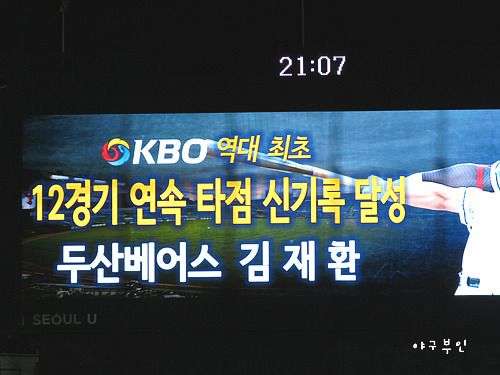 21:07
KBO 역대 최초
12경기 연속 타점 신기록 달성
두산베어스 김재환
SEOUL U
야구부인